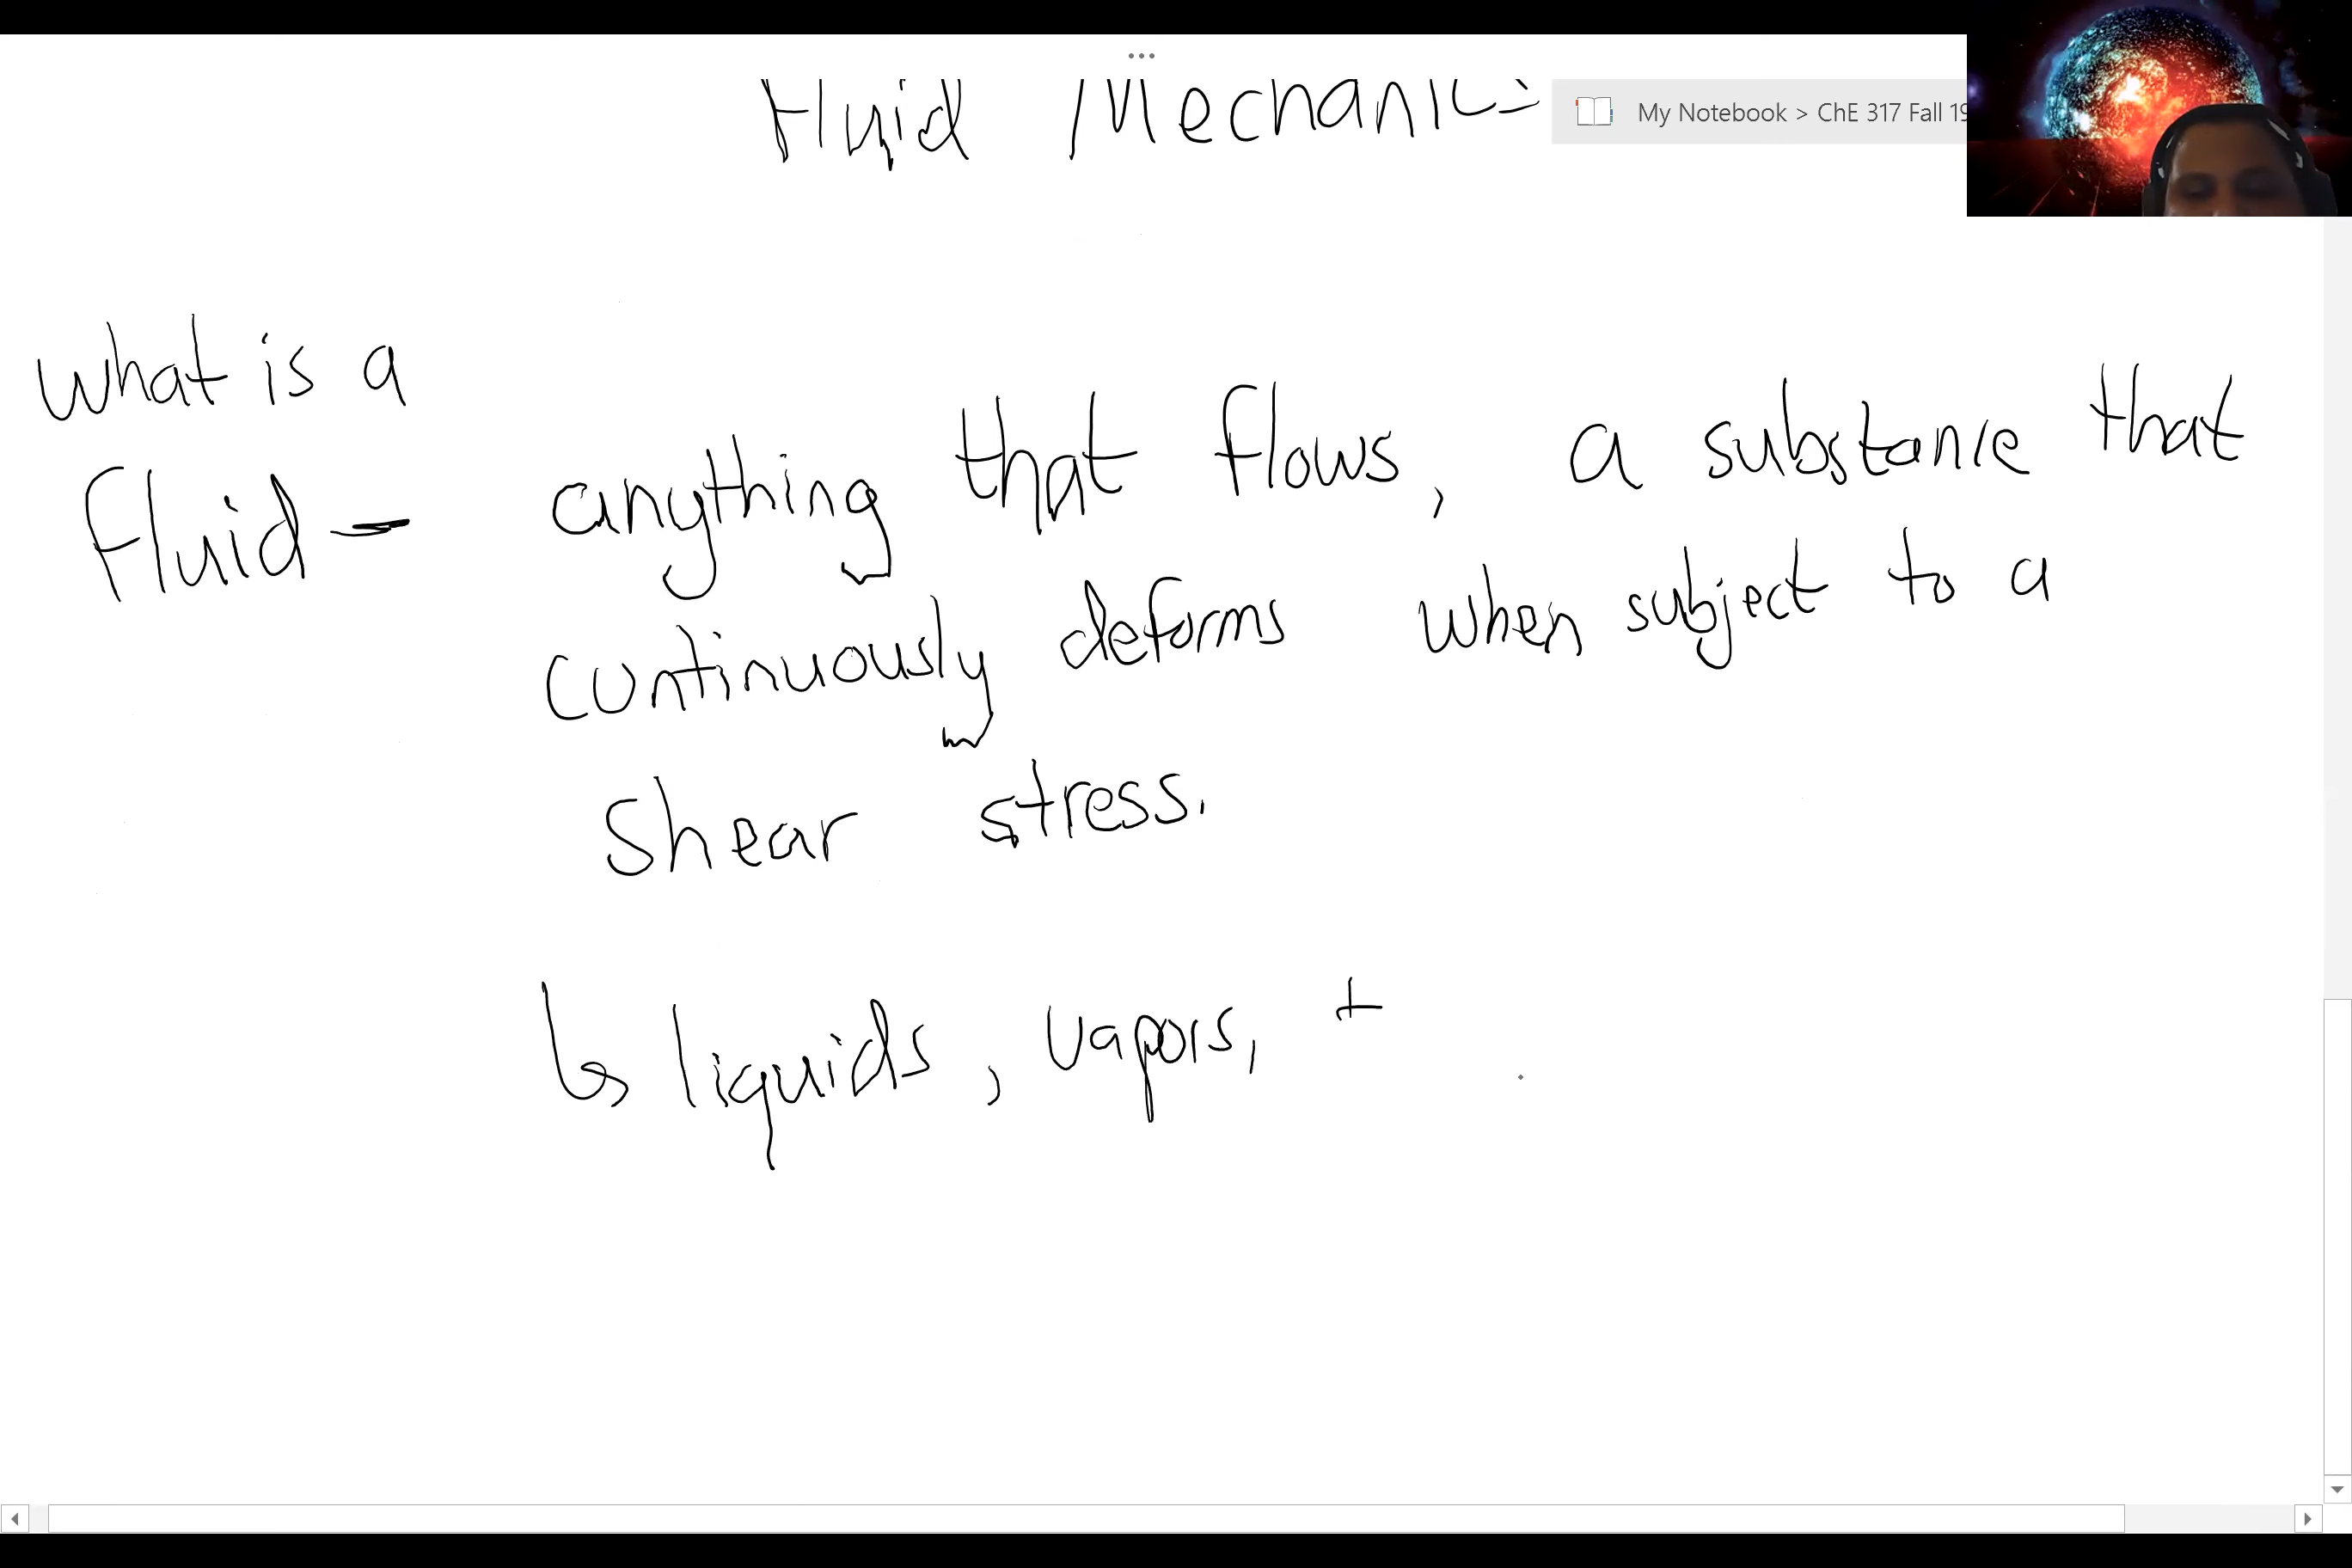 Fluid Mechanics
My Notebook > ChE 317 Fall 19
What is a
fluid - anything that flows, a substance that
continuously deforms when subject to a
shear stress.
↳ liquids, vapors, +